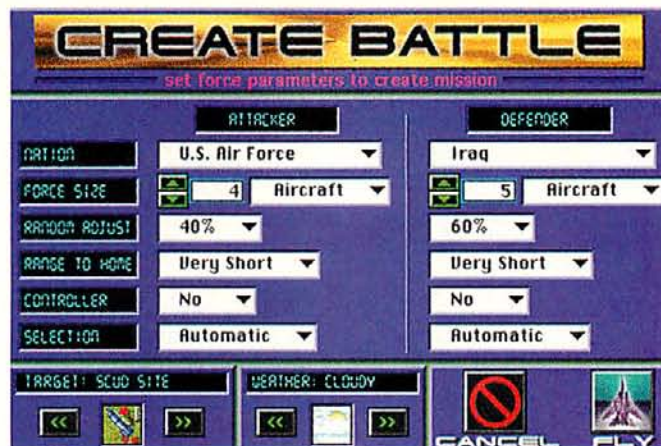 CREATE BATTLE
set force parameters to create mission
ATTACKER
DEFENDER
NATION
U.S. Air Force
Iraq
FORCE SIZE
4
Aircraft
5
Aircraft
RANDOM ADJUST
40%
60%
RANGE TO HOME
Very Short
Very Short
CONTROLLER
No
No
SELECTION
Automatic
Automatic
TARGET: SCUD SITE
WEATHER: CLOUDY
<<
>>
<<
>>
CANCEL